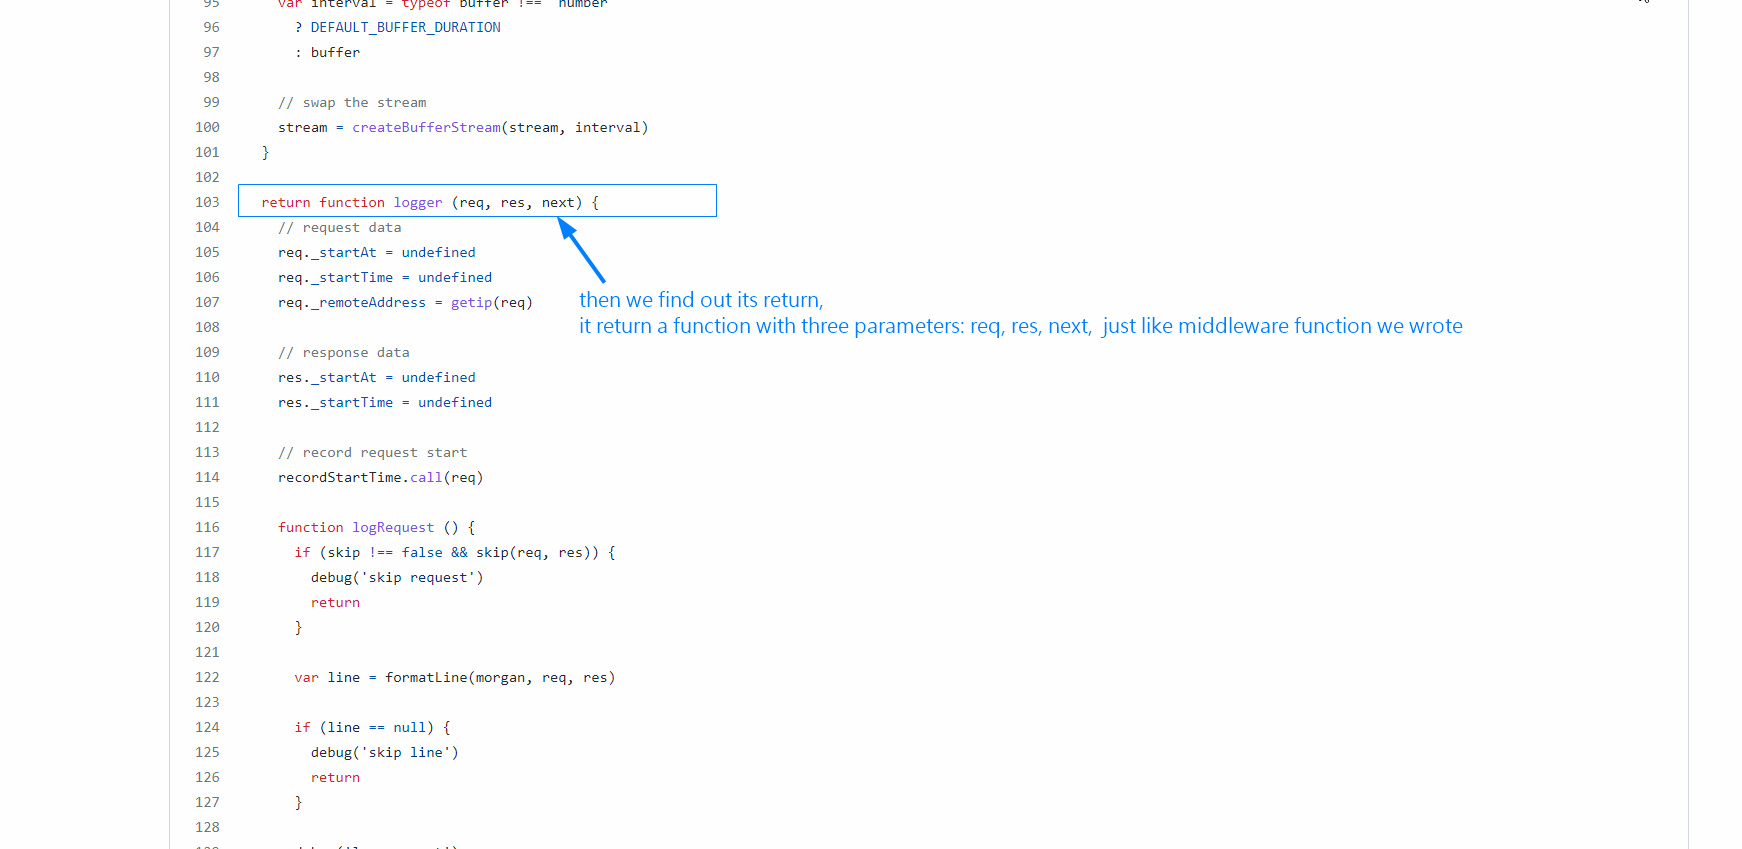 95 var interval = typeof buffer !== 'number'
96 ? DEFAULT_BUFFER_DURATION
97 : buffer
98
99 // swap the stream
100 stream = createBufferStream(stream, interval)
101 }
102
103 return function logger (req, res, next) {
104 // request data
105 req._startAt = undefined
106 req._startTime = undefined
107 req._remoteAddress = getip(req)
then we find out its return,
it return a function with three parameters: req, res, next, just like middleware function we wrote
108
109 // response data
110 res._startAt = undefined
111 res._startTime = undefined
112
113 // record request start
114 recordStartTime.call(req)
115
116 function logRequest () {
117 if (skip !== false && skip(req, res)) {
118 debug('skip request')
119 return
120 }
121
122 var line = formatLine(morgan, req, res)
123
124 if (line == null) {
125 debug('skip line')
126 return
127 }
128